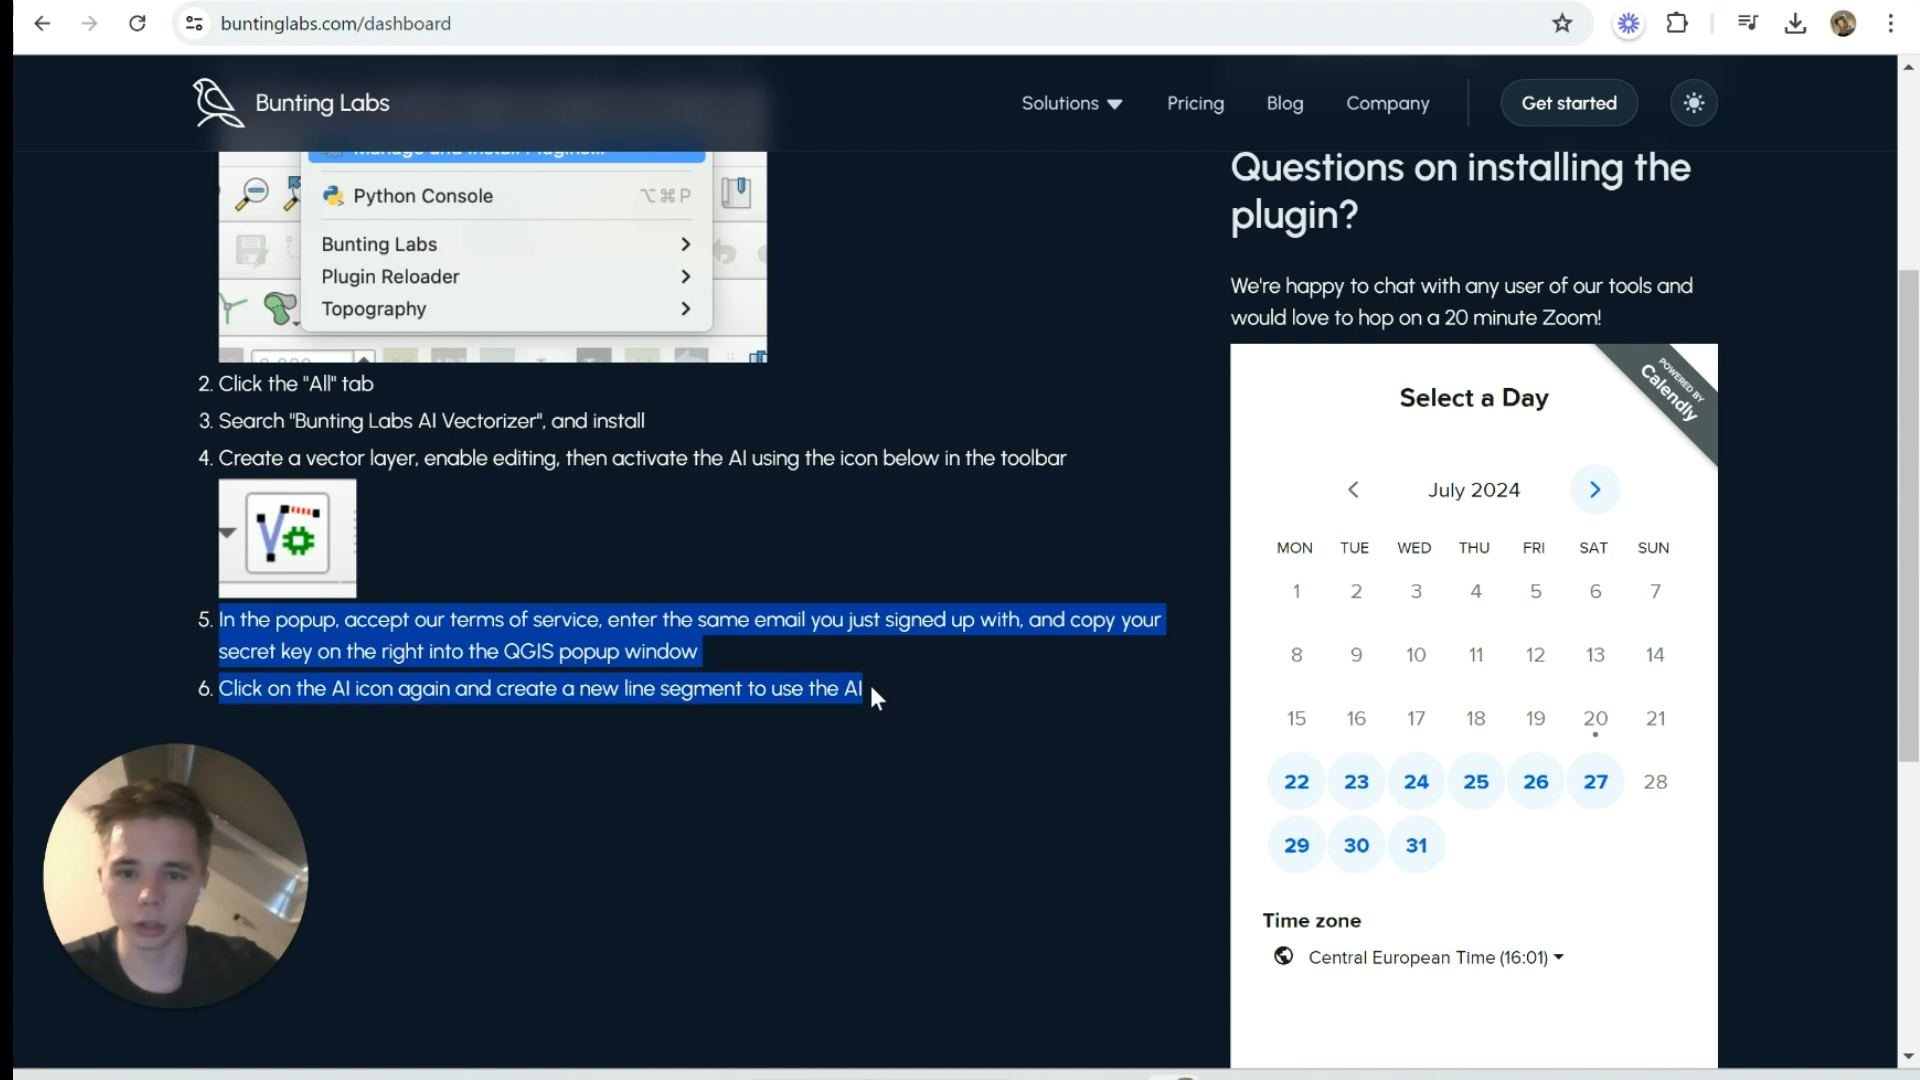 buntinglabs.com/dashboard
Bunting Labs
Solutions
Pricing
Blog
Company
Get started
Manage and Install Plugins...
Python Console ⌥⌘P
Bunting Labs
Plugin Reloader
Topography
2. Click the "All" tab
3. Search "Bunting Labs AI Vectorizer", and install
4. Create a vector layer, enable editing, then activate the AI using the icon below in the toolbar
5. In the popup, accept our terms of service, enter the same email you just signed up with, and copy your
secret key on the right into the QGIS popup window
6. Click on the AI icon again and create a new line segment to use the AI
Questions on installing the
plugin?
We're happy to chat with any user of our tools and
would love to hop on a 20 minute Zoom!
POWERED BY
Calendly
Select a Day
July 2024
MON TUE WED THU FRI SAT SUN
1 2 3 4 5 6 7
8 9 10 11 12 13 14
15 16 17 18 19 20 21
22 23 24 25 26 27 28
29 30 31
Time zone
Central European Time (16:01)